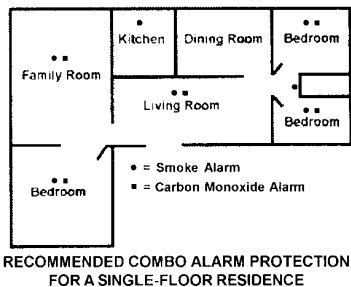 Kitchen
Dining Room
Bedroom
Family Room
Living Room
Bedroom
Bedroom
● = Smoke Alarm
■ = Carbon Monoxide Alarm
RECOMMENDED COMBO ALARM PROTECTION
FOR A SINGLE-FLOOR RESIDENCE